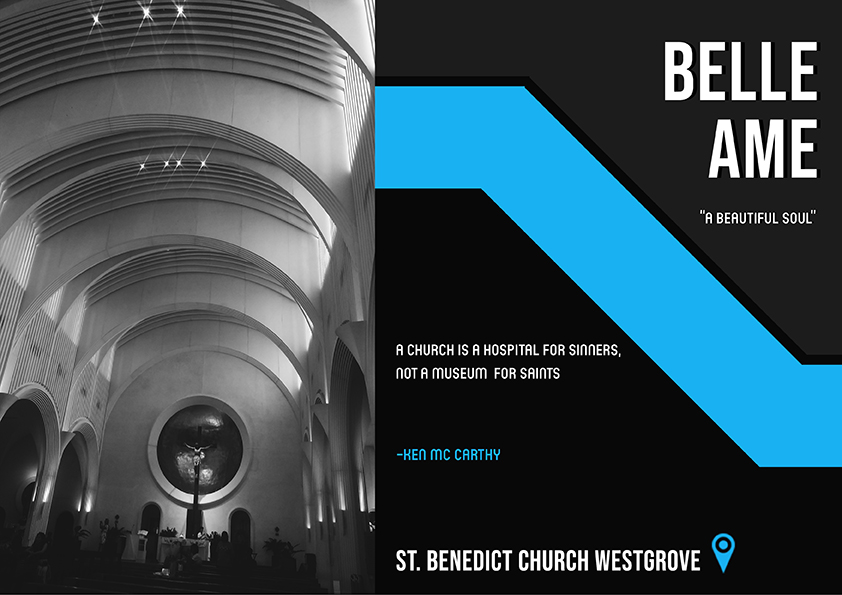 BELLE
AME
"A BEAUTIFUL SOUL"
A CHURCH IS A HOSPITAL FOR SINNERS,
NOT A MUSEUM FOR SAINTS
-KEN MC CARTHY
ST. BENEDICT CHURCH WESTGROVE